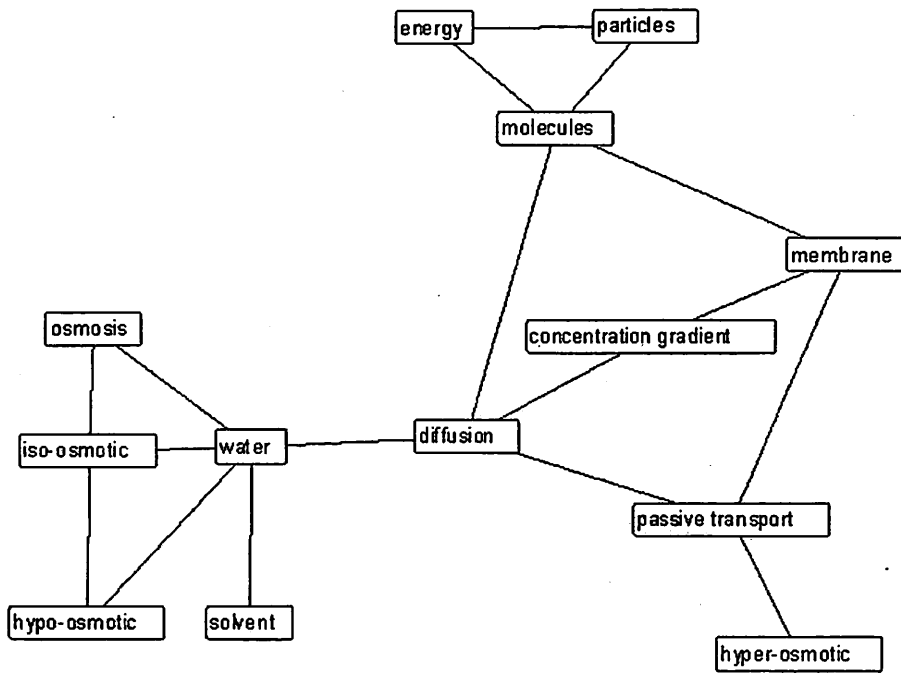 energy
particles
molecules
membrane
osmosis
concentration gradient
iso-osmotic
water
diffusion
passive transport
hypo-osmotic
solvent
hyper-osmotic